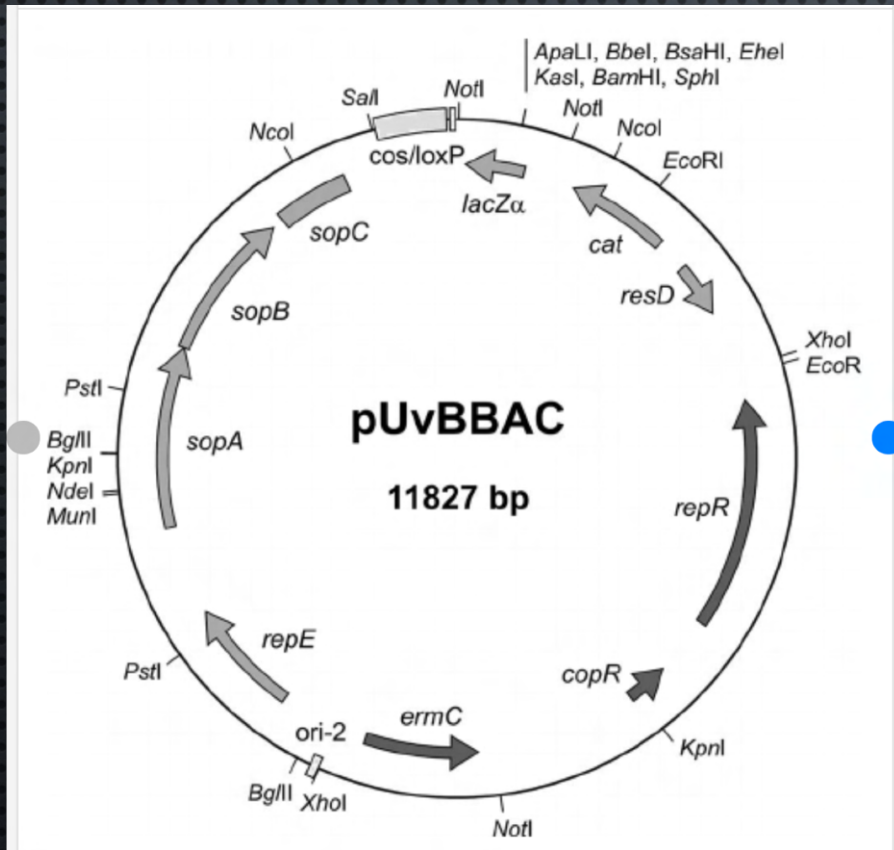 ApaLI, BbeI, BsaHI, EheI
KasI, BamHI, SphI
NotI
SalI
NotI
NcoI
NcoI
EcoRI
cos/loxP
lacZα
cat
sopC
resD
sopB
XhoI
EcoR
PstI
pUvBBAC
BglII
sopA
KpnI
NdeI
11827 bp
repR
MunI
repE
PstI
copR
ermC
ori-2
KpnI
BglII
XhoI
NotI